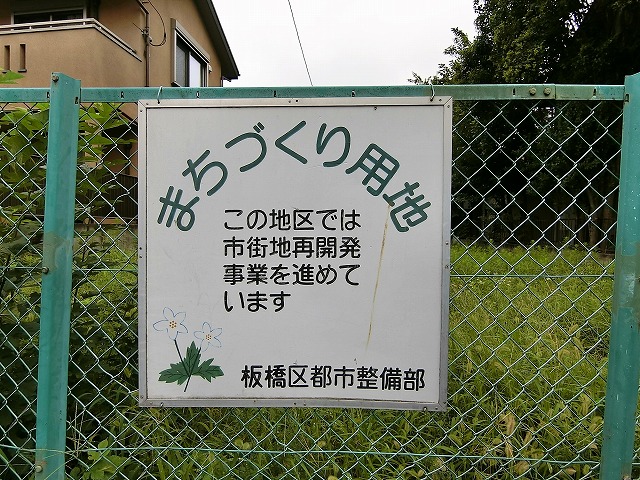 まちづくり用地
この地区では
市街地再開発
事業を進めて
います
板橋区都市整備部